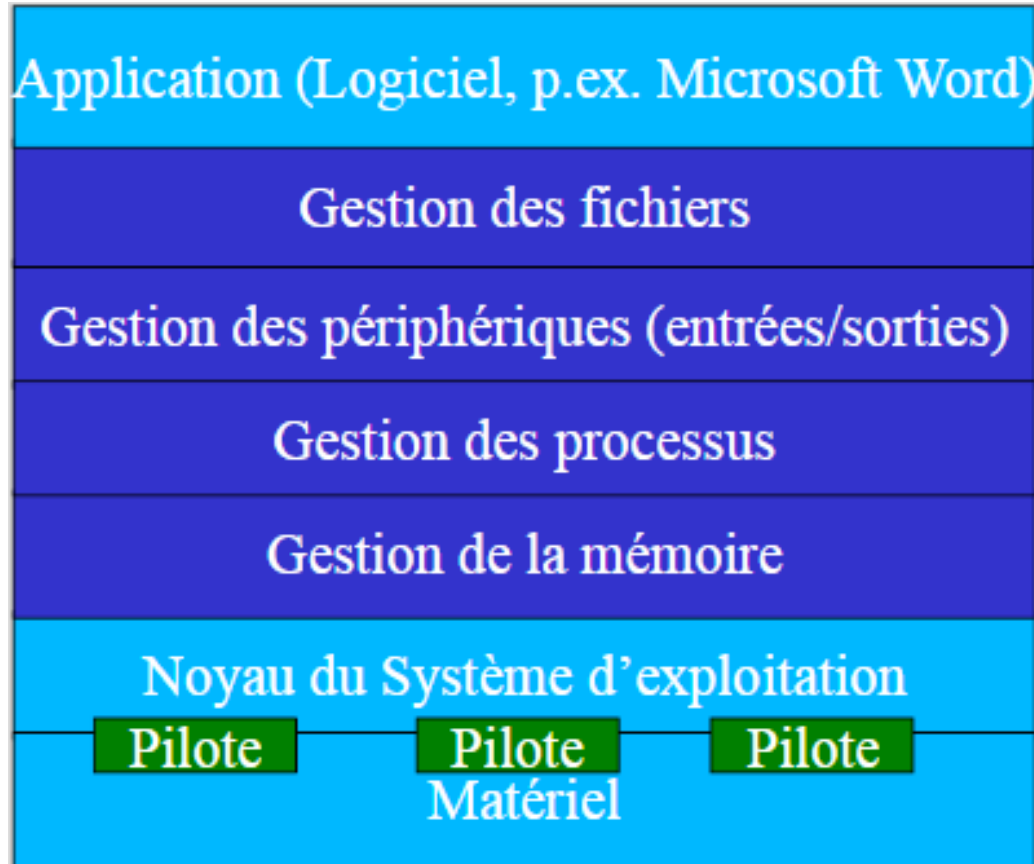 Application (Logiciel, p.ex. Microsoft Word)
Gestion des fichiers
Gestion des périphériques (entrées/sorties)
Gestion des processus
Gestion de la mémoire
Noyau du Système d’exploitation
Pilote Pilote Pilote
Matériel